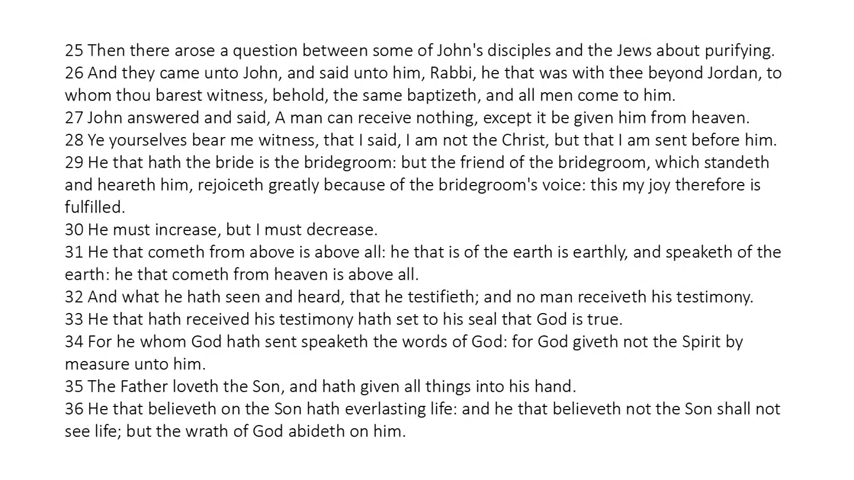 25 Then there arose a question between some of John's disciples and the Jews about purifying.
26 And they came unto John, and said unto him, Rabbi, he that was with thee beyond Jordan, to
whom thou barest witness, behold, the same baptizeth, and all men come to him.
27 John answered and said, A man can receive nothing, except it be given him from heaven.
28 Ye yourselves bear me witness, that I said, I am not the Christ, but that I am sent before him.
29 He that hath the bride is the bridegroom: but the friend of the bridegroom, which standeth
and heareth him, rejoiceth greatly because of the bridegroom's voice: this my joy therefore is
fulfilled.
30 He must increase, but I must decrease.
31 He that cometh from above is above all: he that is of the earth is earthly, and speaketh of the
earth: he that cometh from heaven is above all.
32 And what he hath seen and heard, that he testifieth; and no man receiveth his testimony.
33 He that hath received his testimony hath set to his seal that God is true.
34 For he whom God hath sent speaketh the words of God: for God giveth not the Spirit by
measure unto him.
35 The Father loveth the Son, and hath given all things into his hand.
36 He that believeth on the Son hath everlasting life: and he that believeth not the Son shall not
see life; but the wrath of God abideth on him.